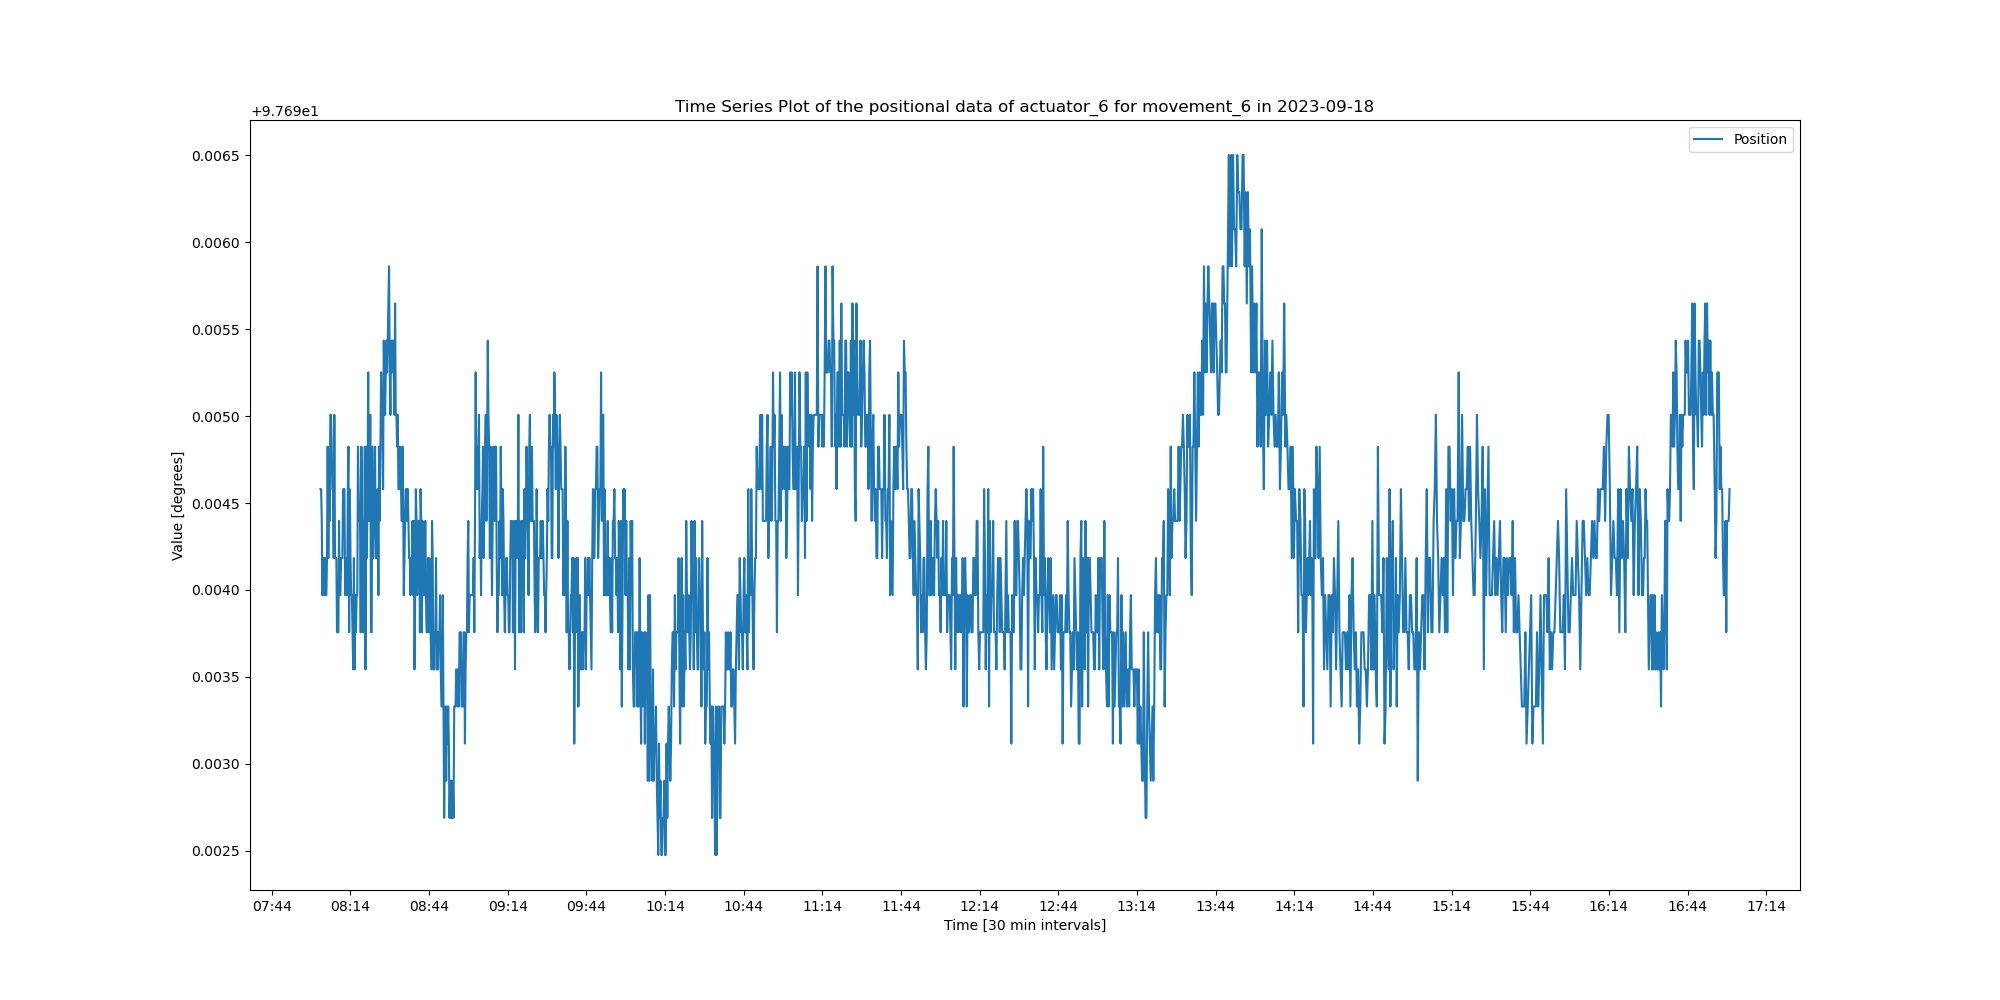 Time Series Plot of the positional data of actuator_6 for movement_6 in 2023-09-18
+9.769e1
Position
0.0065
0.0060
0.0055
0.0050
0.0045
0.0040
0.0035
0.0030
0.0025
Value [degrees]
07:44 08:14 08:44 09:14 09:44 10:14 10:44 11:14 11:44 12:14 12:44 13:14 13:44 14:14 14:44 15:14 15:44 16:14 16:44 17:14
Time [30 min intervals]